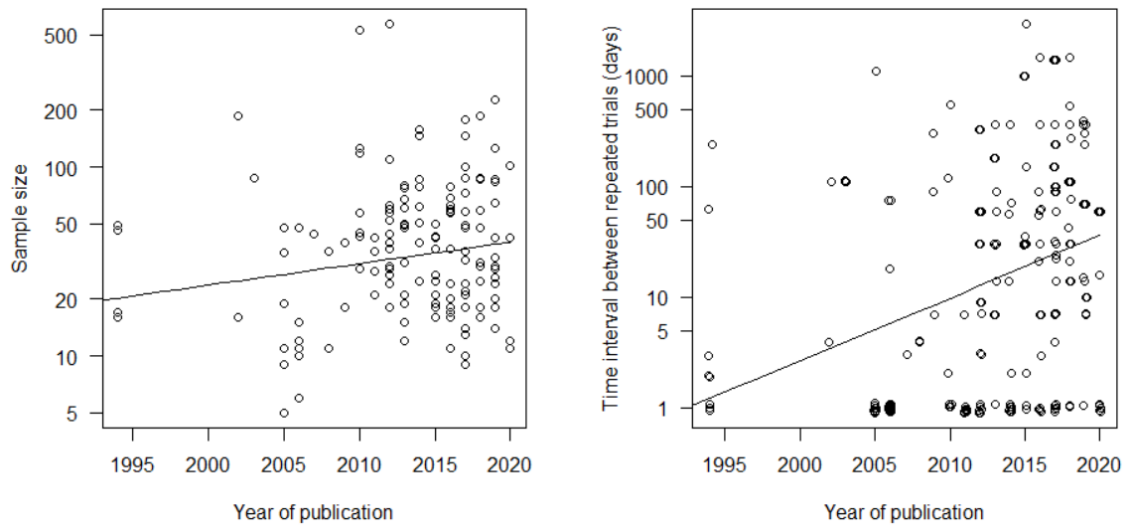 Sample size
500
200
100
50
20
10
5
1995 2000 2005 2010 2015 2020
Year of publication
Time interval between repeated trials (days)
1000
500
100
50
10
5
1
1995 2000 2005 2010 2015 2020
Year of publication